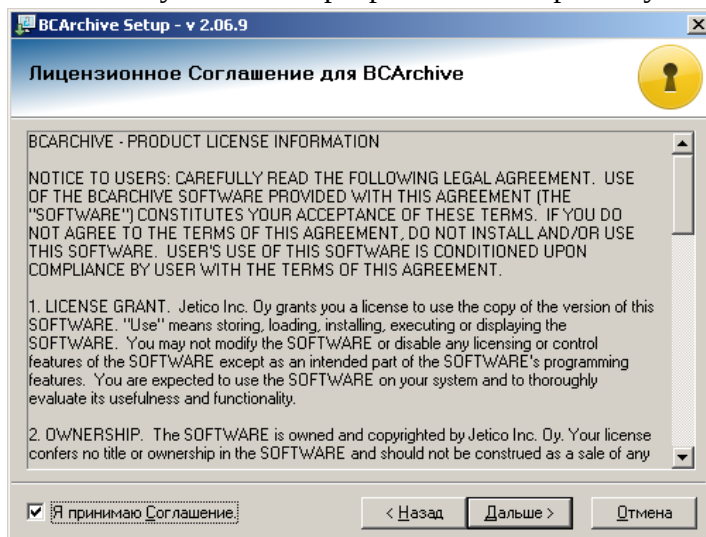 BCArchive Setup - v 2.06.9
Лицензионное Соглашение для BCArchive
BCARCHIVE - PRODUCT LICENSE INFORMATION
NOTICE TO USERS: CAREFULLY READ THE FOLLOWING LEGAL AGREEMENT.  USE
OF THE BCARCHIVE SOFTWARE PROVIDED WITH THIS AGREEMENT (THE
"SOFTWARE") CONSTITUTES YOUR ACCEPTANCE OF THESE TERMS.  IF YOU DO
NOT AGREE TO THE TERMS OF THIS AGREEMENT, DO NOT INSTALL AND/OR USE
THIS SOFTWARE.  USER'S USE OF THIS SOFTWARE IS CONDITIONED UPON
COMPLIANCE BY USER WITH THE TERMS OF THIS AGREEMENT.
1. LICENSE GRANT.  Jetico Inc. Oy grants you a license to use the copy of the version of this
SOFTWARE. "Use" means storing, loading, installing, executing or displaying the
SOFTWARE.  You may not modify the SOFTWARE or disable any licensing or control
features of the SOFTWARE except as an intended part of the SOFTWARE's programming
features.  You are expected to use the SOFTWARE on your system and to thoroughly
evaluate its usefulness and functionality.
2. OWNERSHIP.  The SOFTWARE is owned and copyrighted by Jetico Inc. Oy. Your license
confers no title or ownership in the SOFTWARE and should not be construed as a sale of any
Я принимаю Соглашение. < Назад Дальше > Отмена